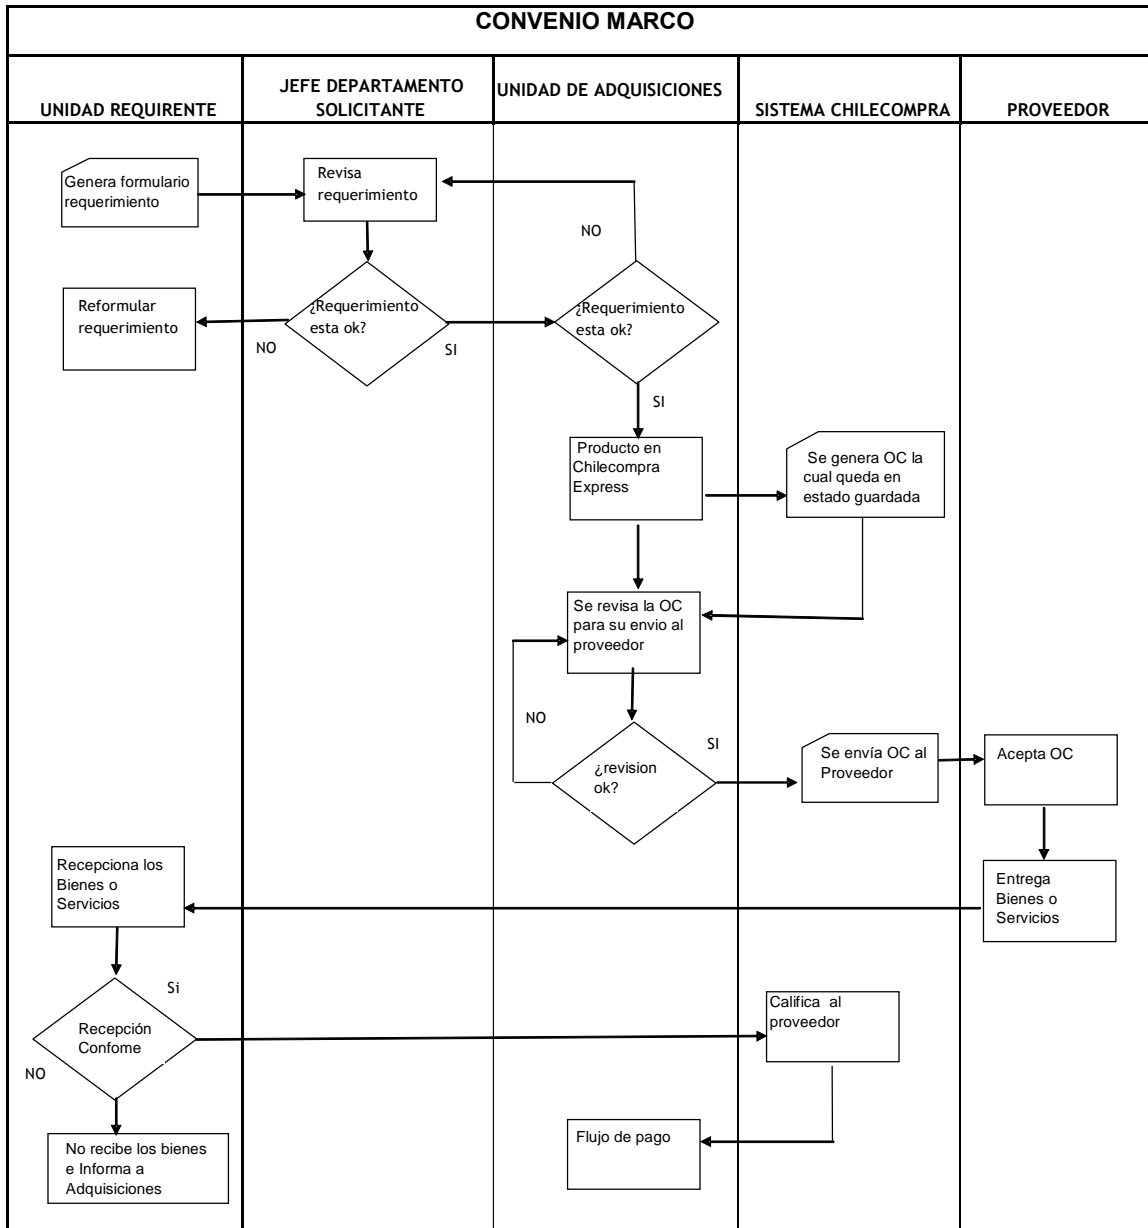 CONVENIO MARCO
UNIDAD REQUIRENTE
JEFE DEPARTAMENTO
SOLICITANTE
UNIDAD DE ADQUISICIONES
SISTEMA CHILECOMPRA
PROVEEDOR
Genera formulario
requerimiento
Revisa
requerimiento
NO
Reformular
requerimiento
¿Requerimiento
esta ok?
¿Requerimiento
esta ok?
NO
SI
SI
Producto en
Chilecompra
Express
Se genera OC la
cual queda en
estado guardada
Se revisa la OC
para su envio al
proveedor
NO
SI
¿revision
ok?
Se envía OC al
Proveedor
Acepta OC
Recepciona los
Bienes o
Servicios
Entrega
Bienes o
Servicios
Si
Recepción
Confome
NO
Califica al
proveedor
No recibe los bienes
e Informa a
Adquisiciones
Flujo de pago